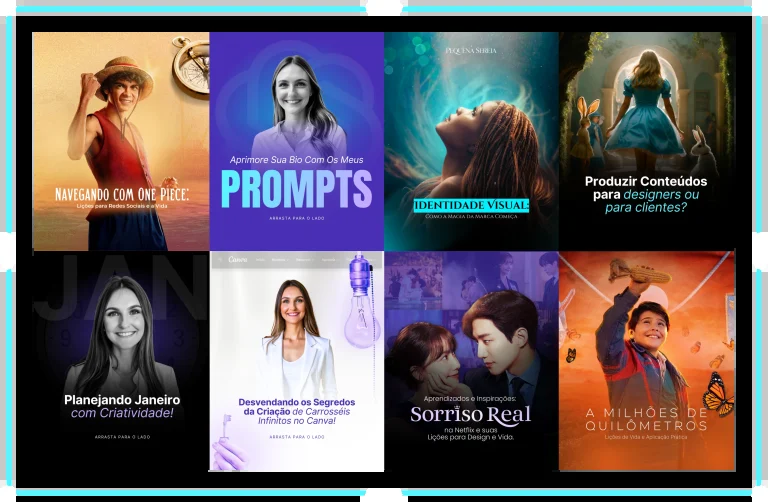 NAVEGANDO COM ONE PIECE:
Lições para Redes Sociais e a Vida
Aprimore Sua Bio Com Os Meus
PROMPTS
ARRASTA PARA O LADO
PEQUENA SEREIA
IDENTIDADE VISUAL:
COMO A MAGIA DA MARCA COMEÇA
Produzir Conteúdos
para designers ou
para clientes?
JAN
Planejando Janeiro
com Criatividade!
ARRASTA PARA O LADO
Canva
Desvendando os Segredos
da Criação de Carrosséis
Infinitos no Canva!
ARRASTA PARA O LADO
Aprendizados e Inspirações:
Sorriso Real
na Netflix e suas
Lições para Design e Vida.
A MILHÕES DE
QUILÔMETROS
Lições de Vida e Aplicação Prática